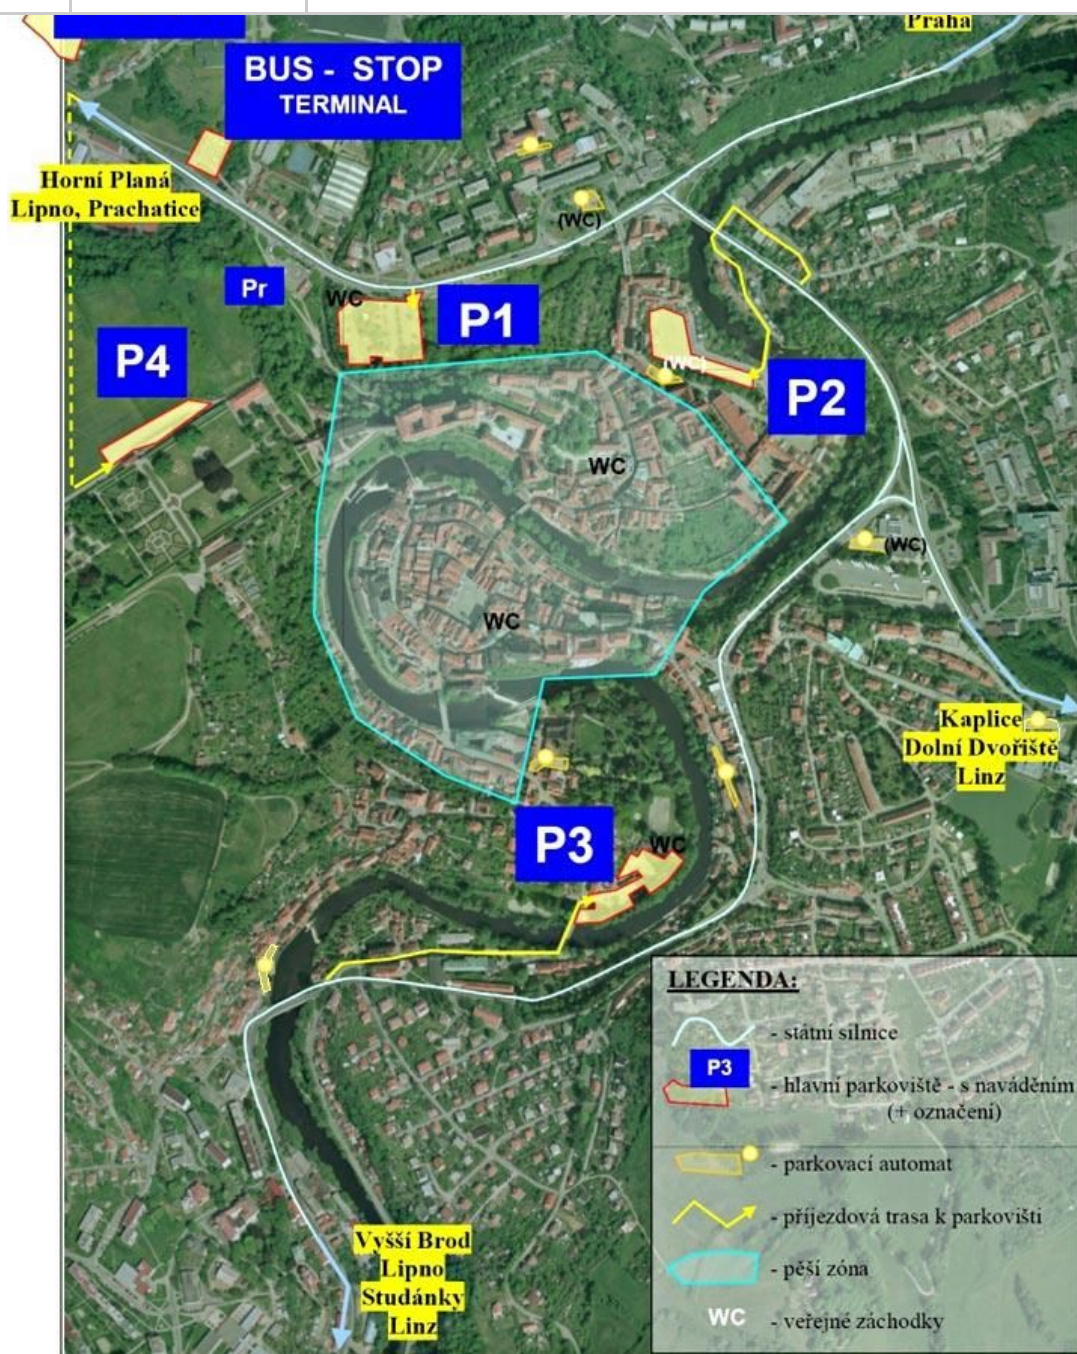 Praha
BUS - STOP
TERMINAL
Horní Planá
Lipno, Prachatice
(WC)
Pr
WC
P1
P4
(WC)
P2
WC
(WC)
WC
Kaplice
Dolní Dvořiště
Linz
P3
WC
LEGENDA:
- státní silnice
P3
- hlavní parkoviště - s naváděním
(+ označení)
- parkovací automat
- příjezdová trasa k parkovišti
- pěší zóna
WC - veřejné záchodky
Vyšší Brod
Lipno
Studánky
Linz